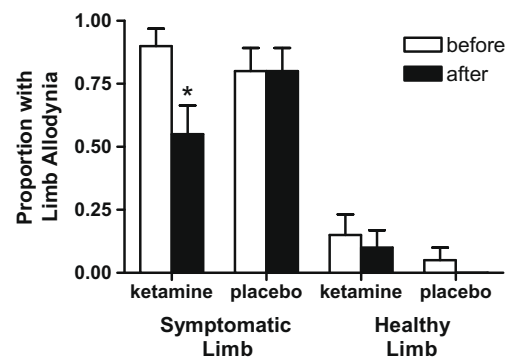 Proportion with
Limb Allodynia
1.00
0.75
0.50
0.25
0.00
*
before
after
ketamine placebo ketamine placebo
Symptomatic Healthy
Limb Limb